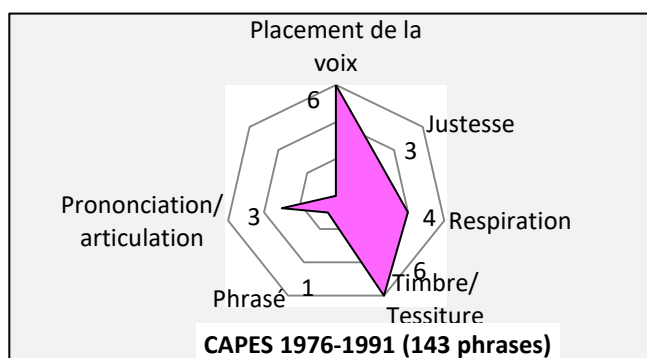 Placement de la
voix
6
Justesse
3
Prononciation/
articulation
3
4
Respiration
6
Timbre/
Tessiture
Phrasé
1
CAPES 1976-1991 (143 phrases)